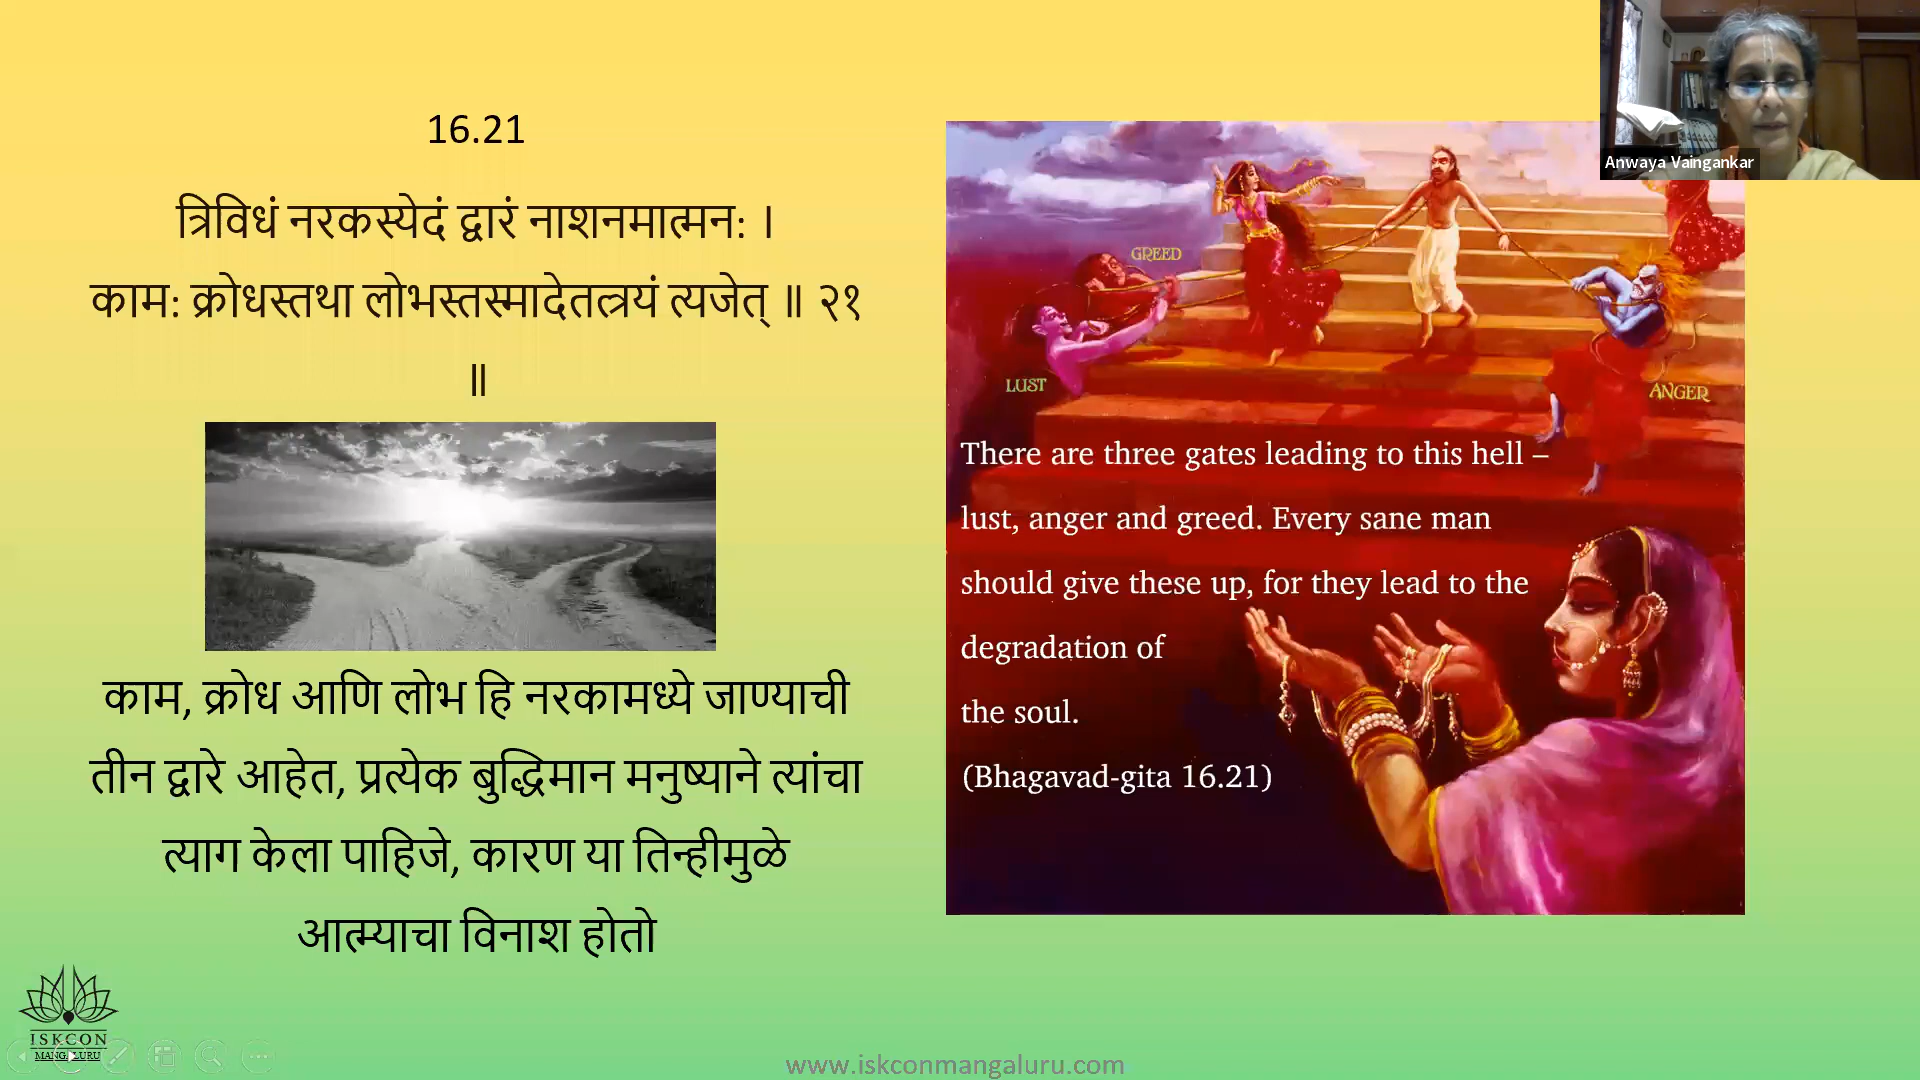 16.21
त्रिविधं नरकस्येदं द्वारं नाशनमात्मनः ।
कामः क्रोधस्तथा लोभस्तस्मादेतत्‍त्रयं त्यजेत् ॥ २१
॥
काम, क्रोध आणि लोभ हि नरकामध्ये जाण्याची
तीन द्वारे आहेत, प्रत्येक बुद्धिमान मनुष्याने त्यांचा
त्याग केला पाहिजे, कारण या तिन्हीमुळे
आत्म्याचा विनाश होतो
ISKCON
MANGALURU
GREED
LUST
ANGER
There are three gates leading to this hell –
lust, anger and greed. Every sane man
should give these up, for they lead to the
degradation of
the soul.
(Bhagavad-gita 16.21)
Anwaya Vaingankar
www.iskconmangaluru.com